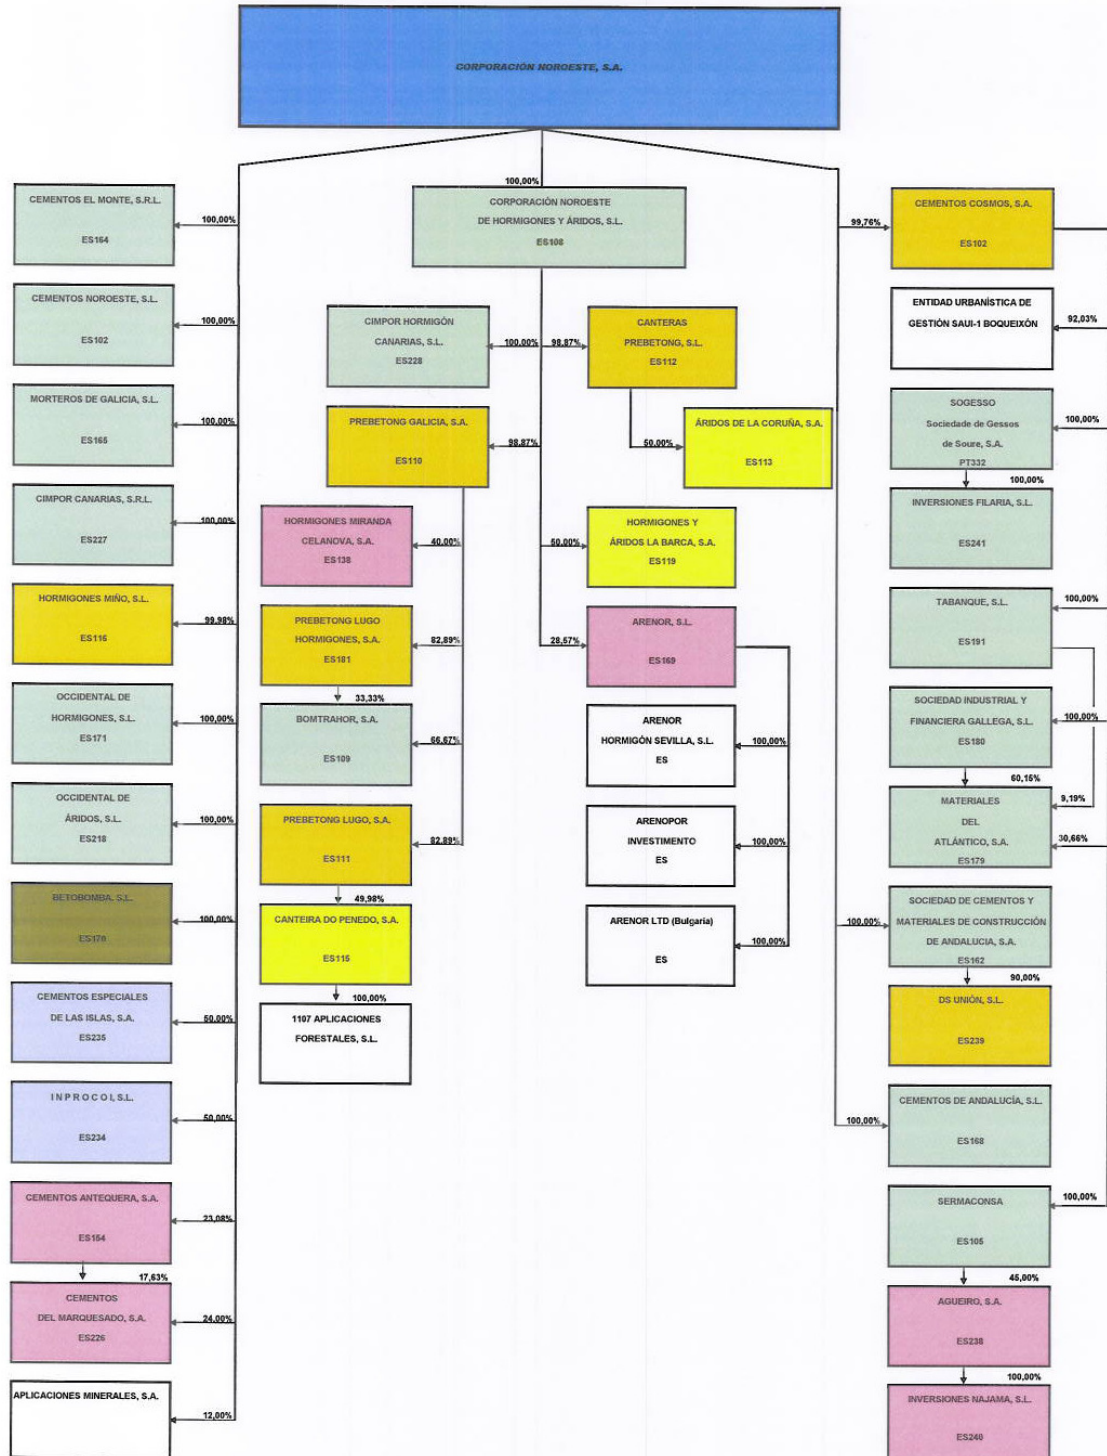 CORPORACIÓN NOROESTE, S.A.
100,00%
CORPORACIÓN NOROESTE
DE HORMIGONES Y ÁRIDOS, S.L.
ES108
CEMENTOS EL MONTE, S.R.L.
ES164
100,00%
CEMENTOS NOROESTE, S.L.
ES102
100,00%
MORTEROS DE GALICIA, S.L.
ES165
100,00%
CIMPOR CANARIAS, S.R.L.
ES227
100,00%
HORMIGONES MIÑO, S.L.
ES116
99,98%
OCCIDENTAL DE
HORMIGONES, S.L.
ES171
100,00%
OCCIDENTAL DE
ÁRIDOS, S.L.
ES218
100,00%
BETOBOMBA, S.L.
ES170
100,00%
CEMENTOS ESPECIALES
DE LAS ISLAS, S.A.
ES235
50,00%
I N P R O C O I, S.L.
ES234
50,00%
CEMENTOS ANTEQUERA, S.A.
ES154
23,08%
17,63%
CEMENTOS
DEL MARQUESADO, S.A.
ES226
24,00%
APLICACIONES MINERALES, S.A.
12,00%
CIMPOR HORMIGÓN
CANARIAS, S.L.
ES228
100,00%
98,87%
CANTERAS
PREBETONG, S.L.
ES112
PREBETONG GALICIA, S.A.
ES110
98,87%
50,00%
ÁRIDOS DE LA CORUÑA, S.A.
ES113
HORMIGONES MIRANDA
CELANOVA, S.A.
ES138
40,00%
50,00%
HORMIGONES Y
ÁRIDOS LA BARCA, S.A.
ES119
PREBETONG LUGO
HORMIGONES, S.A.
ES181
82,89%
28,57%
ARENOR, S.L.
ES169
33,33%
BOMTRAHOR, S.A.
ES109
66,67%
ARENOR
HORMIGÓN SEVILLA, S.L.
ES
100,00%
PREBETONG LUGO, S.A.
ES111
82,89%
ARENOPOR
INVESTIMENTO
ES
100,00%
49,98%
CANTEIRA DO PENEDO, S.A.
ES115
ARENOR LTD (Bulgaria)
ES
100,00%
100,00%
1107 APLICACIONES
FORESTALES, S.L.
99,76%
CEMENTOS COSMOS, S.A.
ES102
ENTIDAD URBANÍSTICA DE
GESTIÓN SAUI-1 BOQUEIXÓN
92,03%
SOGESSO
Sociedade de Gessos
de Soure, S.A.
PT332
100,00%
100,00%
INVERSIONES FILARIA, S.L.
ES241
TABANQUE, S.L.
ES191
100,00%
SOCIEDAD INDUSTRIAL Y
FINANCIERA GALLEGA, S.L.
ES180
100,00%
60,15%
MATERIALES
DEL
ATLÁNTICO, S.A.
ES179
9,19%
30,66%
100,00%
SOCIEDAD DE CEMENTOS Y
MATERIALES DE CONSTRUCCIÓN
DE ANDALUCIA, S.A.
ES162
90,00%
DS UNIÓN, S.L.
ES239
100,00%
CEMENTOS DE ANDALUCÍA, S.L.
ES168
SERMACONSA
ES105
100,00%
45,00%
AGUEIRO, S.A.
ES238
100,00%
INVERSIONES NAJAMA, S.L.
ES240